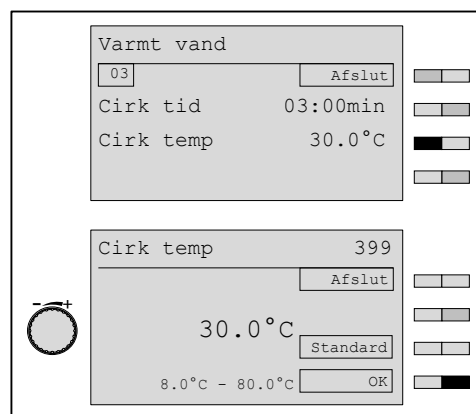 Varmt vand
03 Afslut
Cirk tid 03:00min
Cirk temp 30.0°C
Cirk temp 399
Afslut
- +
30.0°C
Standard
8.0°C - 80.0°C OK